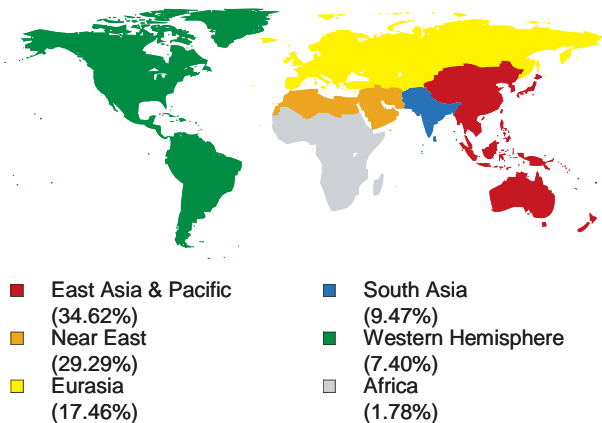 East Asia & Pacific
(34.62%)
Near East
(29.29%)
Eurasia
(17.46%)
South Asia
(9.47%)
Western Hemisphere
(7.40%)
Africa
(1.78%)